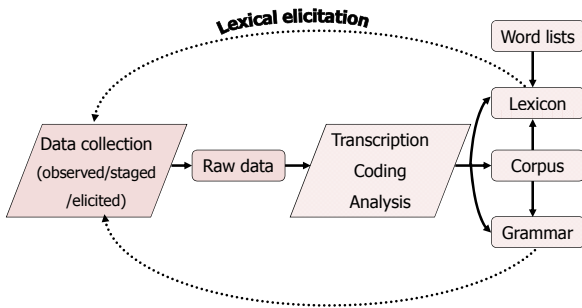 Lexical elicitation
Word lists
Lexicon
Data collection
(observed/staged
/elicited)
Raw data
Transcription
Coding
Analysis
Corpus
Grammar